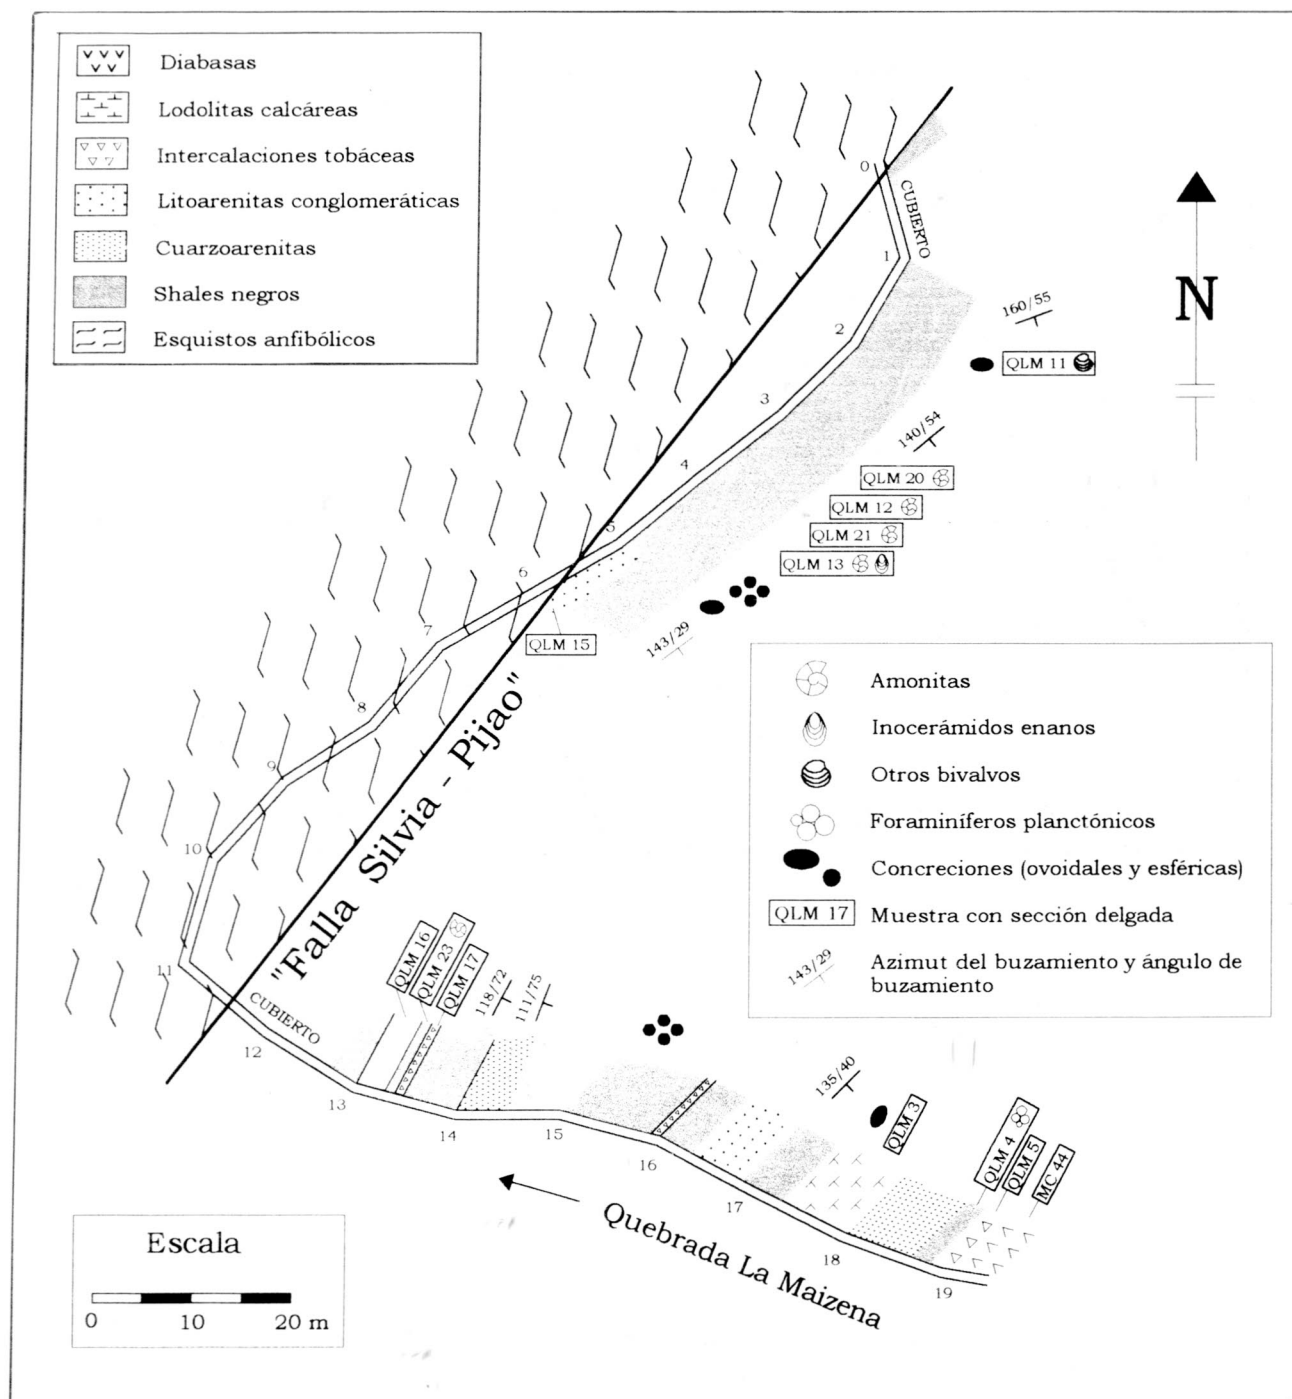 Diabasas
Lodolitas calcáreas
Intercalaciones tobáceas
Litoarenitas conglomeráticas
Cuarzoarenitas
Shales negros
Esquistos anfibólicos
0
CUBIERTO
1
2
3
4
5
6
7
8
9
10
11
N
160/55
QLM 11
140/54
QLM 20
QLM 12
QLM 21
QLM 13
143/29
QLM 15
"Falla Silvia - Pijao"
Amonitas
Inocerámidos enanos
Otros bivalvos
Foraminíferos planctónicos
Concreciones (ovoidales y esféricas)
QLM 17 Muestra con sección delgada
143/29 Azimut del buzamiento y ángulo de
buzamiento
CUBIERTO
QLM 16
QLM 23
QLM 17
118/72
111/75
135/40
QLM 3
QLM 4
QLM 5
MC 44
12
13
14
15
16
17
18
19
Quebrada La Maizena
Escala
0 10 20 m